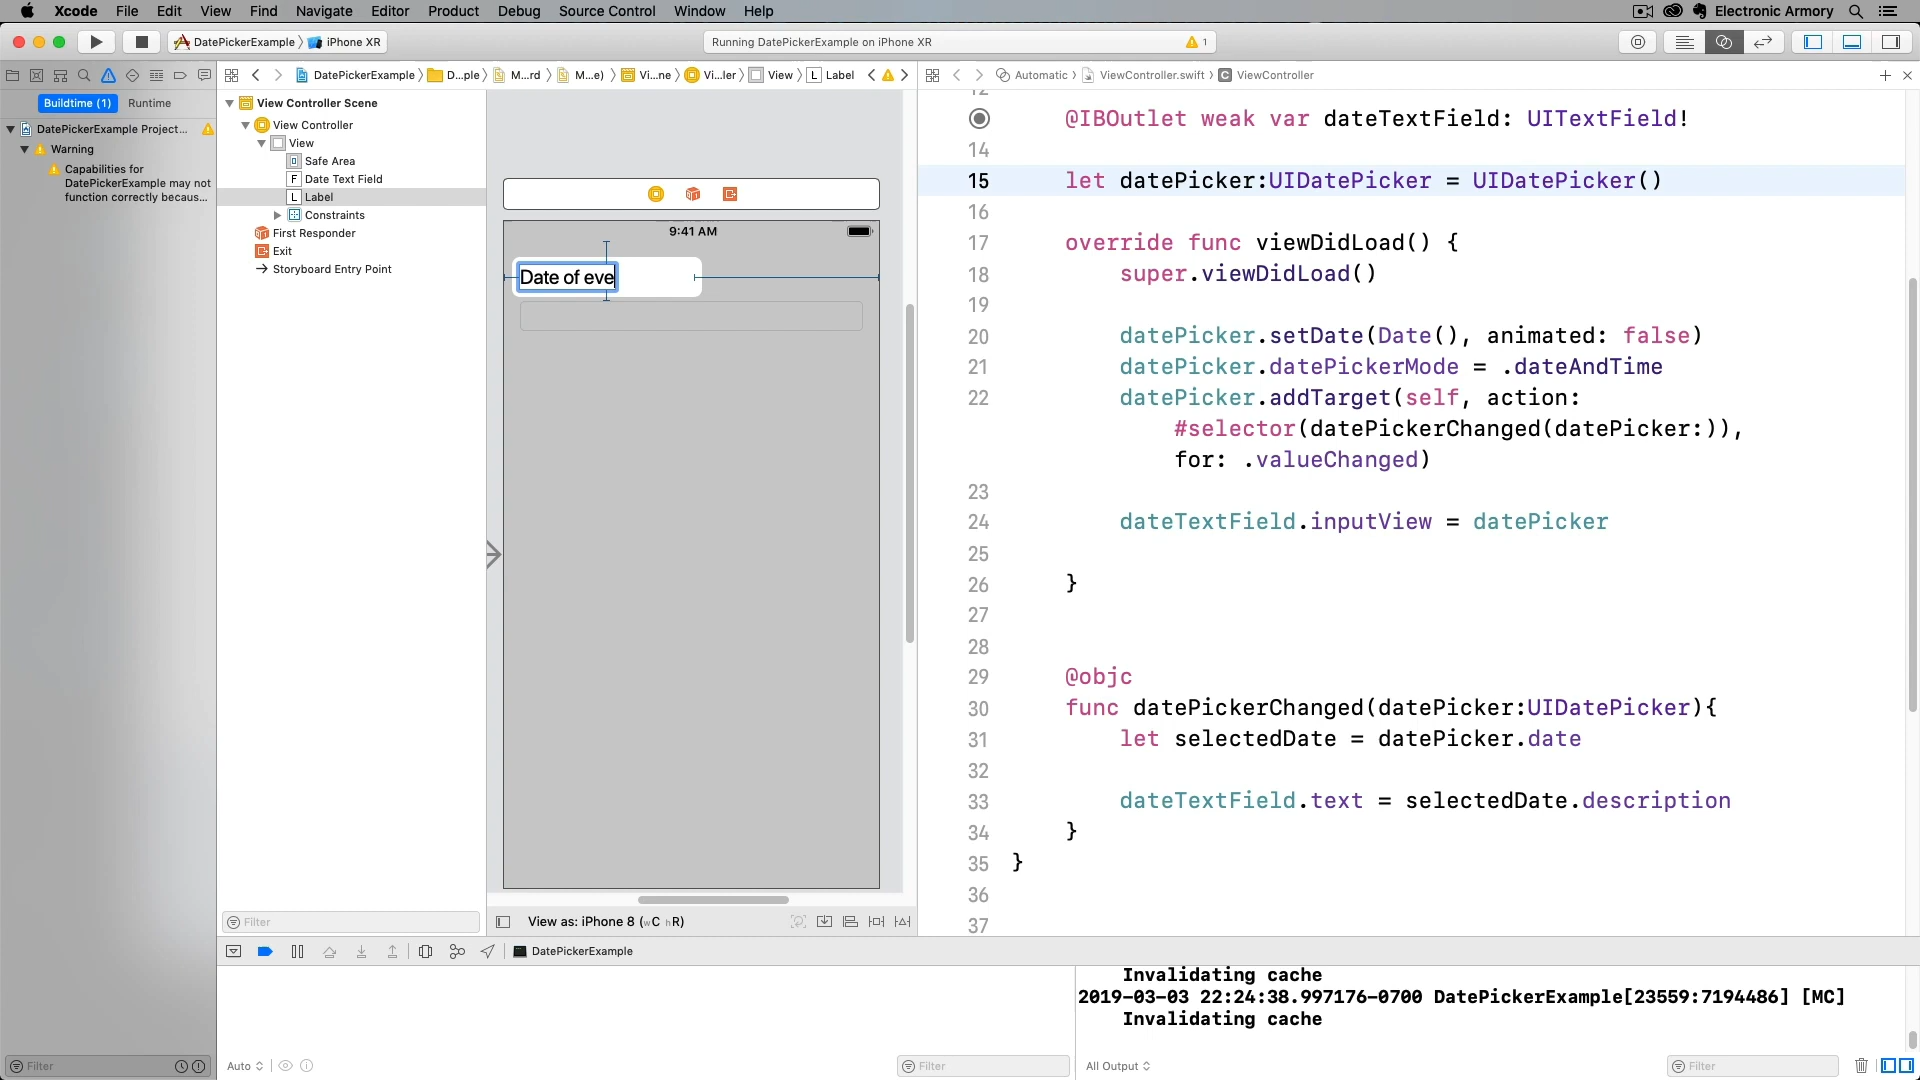 Xcode File Edit View Find Navigate Editor Product Debug Source Control Window Help Electronic Armory
DatePickerExample iPhone XR
Running DatePickerExample on iPhone XR 1
DatePickerExample D...ple M...rd M...e) Vi...ne Vi...ler View L Label
Automatic ViewController.swift C ViewController
Buildtime (1) Runtime
DatePickerExample Project...
Warning
Capabilities for
DatePickerExample may not
function correctly becaus...
Filter
View Controller Scene
View Controller
View
Safe Area
F Date Text Field
L Label
Constraints
First Responder
Exit
Storyboard Entry Point
Filter
9:41 AM
Date of eve
View as: iPhone 8 (wC hR)
12
@IBOutlet weak var dateTextField: UITextField!
14
15 let datePicker:UIDatePicker = UIDatePicker()
16
17 override func viewDidLoad() {
18 super.viewDidLoad()
19
20 datePicker.setDate(Date(), animated: false)
21 datePicker.datePickerMode = .dateAndTime
22 datePicker.addTarget(self, action:
#selector(datePickerChanged(datePicker:)),
for: .valueChanged)
23
24 dateTextField.inputView = datePicker
25
26 }
27
28
29 @objc
30 func datePickerChanged(datePicker:UIDatePicker){
31 let selectedDate = datePicker.date
32
33 dateTextField.text = selectedDate.description
34 }
35 }
36
37
DatePickerExample
Invalidating cache
2019-03-03 22:24:38.997176-0700 DatePickerExample[23559:7194486] [MC]
Invalidating cache
Auto Filter
All Output Filter